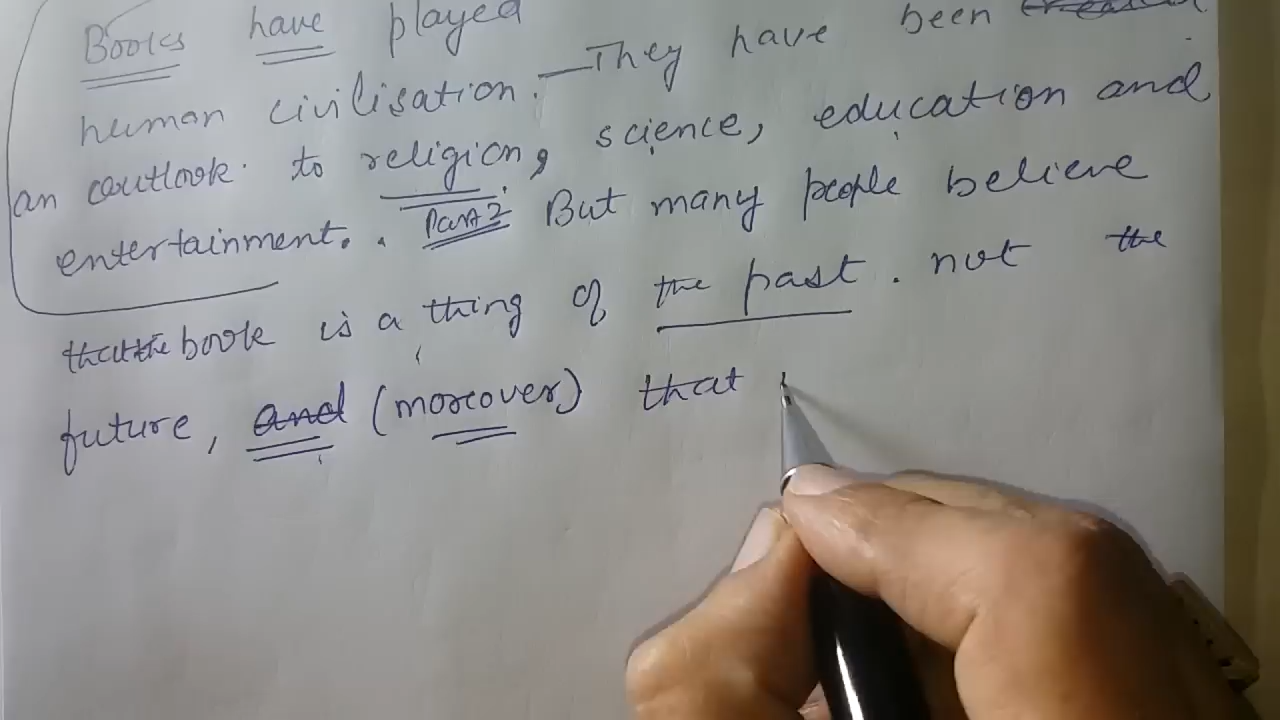 Books have played
human civilisation. They have been
an outlook to religion, science, education and
entertainment. Part 2 But many people believe
that the book is a thing of the past. not the
future, and (moreover) that